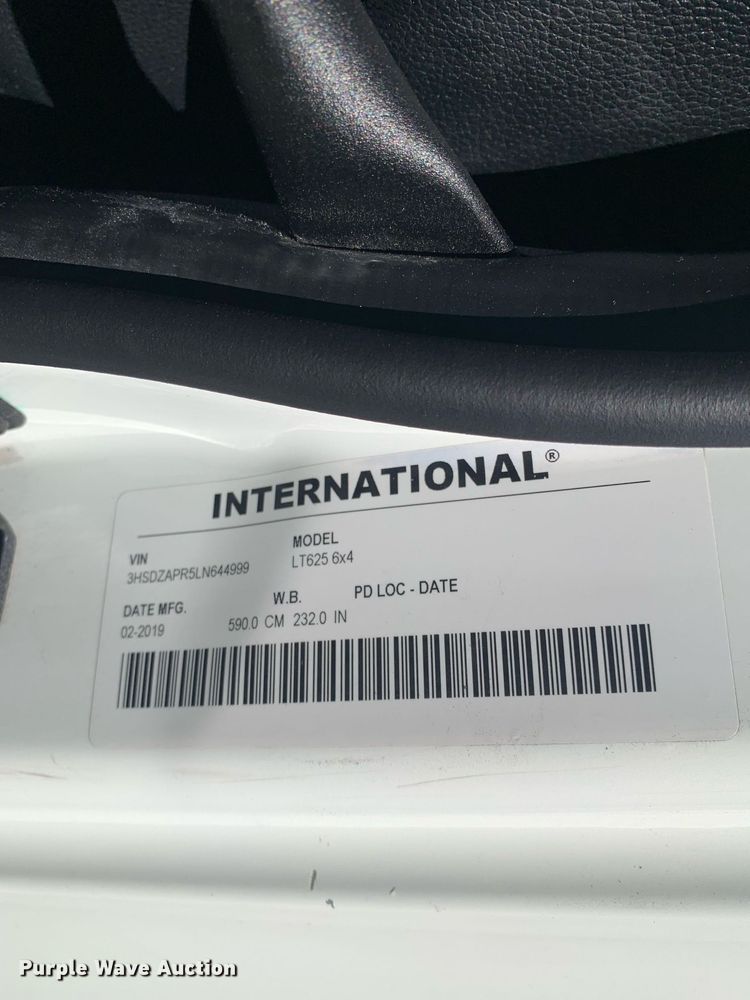 INTERNATIONAL®
VIN MODEL
3HSDZAPR5LN644999 LT625 6x4
DATE MFG. W.B. PD LOC - DATE
02-2019 590.0 CM 232.0 IN
Purple Wave Auction